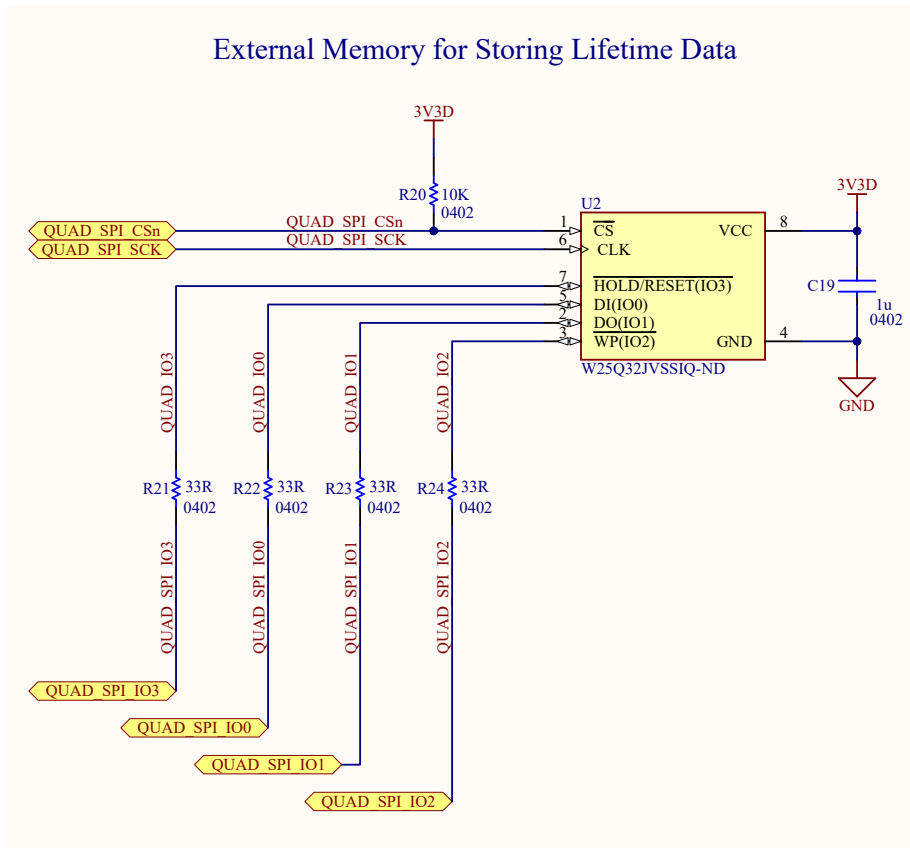 External Memory for Storing Lifetime Data
3V3D
R20
10K
0402
3V3D
U2
QUAD_SPI_CSn
QUAD_SPI_CSn
1
CS
VCC
8
QUAD_SPI_SCK
QUAD_SPI_SCK
6
CLK
7
HOLD/RESET(IO3)
5
DI(IO0)
2
DO(IO1)
3
WP(IO2)
GND
4
C19
1u
0402
W25Q32JVSSIQ-ND
GND
QUAD_IO3
QUAD_IO0
QUAD_IO1
QUAD_IO2
R21
33R
0402
R22
33R
0402
R23
33R
0402
R24
33R
0402
QUAD_SPI_IO3
QUAD_SPI_IO0
QUAD_SPI_IO1
QUAD_SPI_IO2
QUAD_SPI_IO3
QUAD_SPI_IO0
QUAD_SPI_IO1
QUAD_SPI_IO2